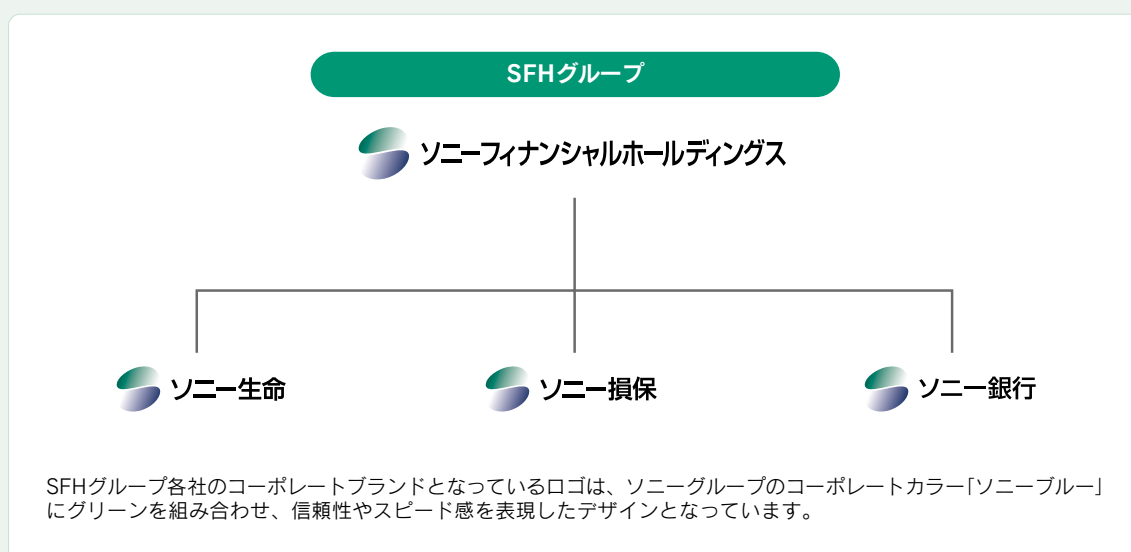 SFHグループ
ソニーフィナンシャルホールディングス
ソニー生命
ソニー損保
ソニー銀行
SFHグループ各社のコーポレートブランドとなっているロゴは、ソニーグループのコーポレートカラー「ソニーブルー」
にグリーンを組み合わせ、信頼性やスピード感を表現したデザインとなっています。